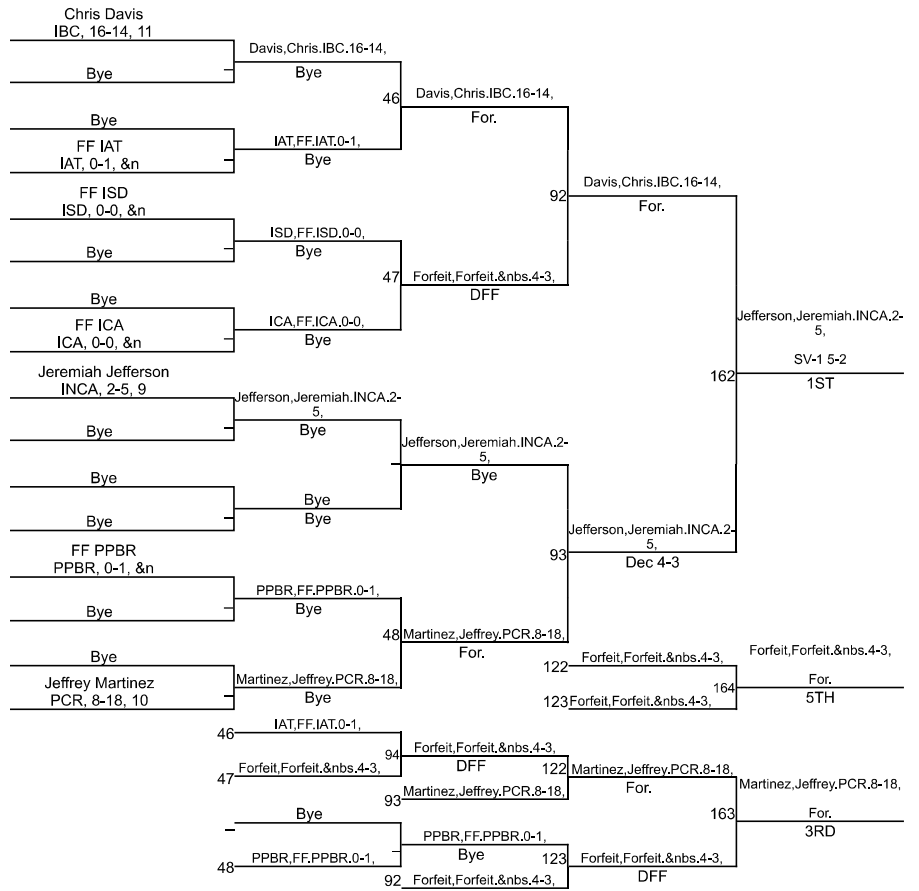 Chris Davis
IBC, 16-14, 11
Bye
Bye
FF IAT
IAT, 0-1, &n
FF ISD
ISD, 0-0, &n
Bye
Bye
FF ICA
ICA, 0-0, &n
Jeremiah Jefferson
INCA, 2-5, 9
Bye
Bye
Bye
FF PPBR
PPBR, 0-1, &n
Bye
Bye
Jeffrey Martinez
PCR, 8-18, 10
Davis,Chris.IBC.16-14,
Bye
46
IAT,FF.IAT.0-1,
Bye
ISD,FF.ISD.0-0,
Bye
47
ICA,FF.ICA.0-0,
Bye
Jefferson,Jeremiah.INCA.2-
5,
Bye
Bye
Bye
PPBR,FF.PPBR.0-1,
Bye
48
Martinez,Jeffrey.PCR.8-18,
Bye
Davis,Chris.IBC.16-14,
For.
92
Forfeit,Forfeit.&nbs.4-3,
DFF
Jefferson,Jeremiah.INCA.2-
5,
Bye
93
Martinez,Jeffrey.PCR.8-18,
For.
Davis,Chris.IBC.16-14,
For.
162
Jefferson,Jeremiah.INCA.2-
5,
Dec 4-3
Jefferson,Jeremiah.INCA.2-
5,
SV-1 5-2
1ST
122
Forfeit,Forfeit.&nbs.4-3,
123
Forfeit,Forfeit.&nbs.4-3,
164
Forfeit,Forfeit.&nbs.4-3,
For.
5TH
46
IAT,FF.IAT.0-1,
47
Forfeit,Forfeit.&nbs.4-3,
94
Forfeit,Forfeit.&nbs.4-3,
DFF
93
Martinez,Jeffrey.PCR.8-18,
122
Martinez,Jeffrey.PCR.8-18,
For.
Bye
48
PPBR,FF.PPBR.0-1,
PPBR,FF.PPBR.0-1,
Bye
92
Forfeit,Forfeit.&nbs.4-3,
123
Forfeit,Forfeit.&nbs.4-3,
DFF
163
Martinez,Jeffrey.PCR.8-18,
For.
3RD